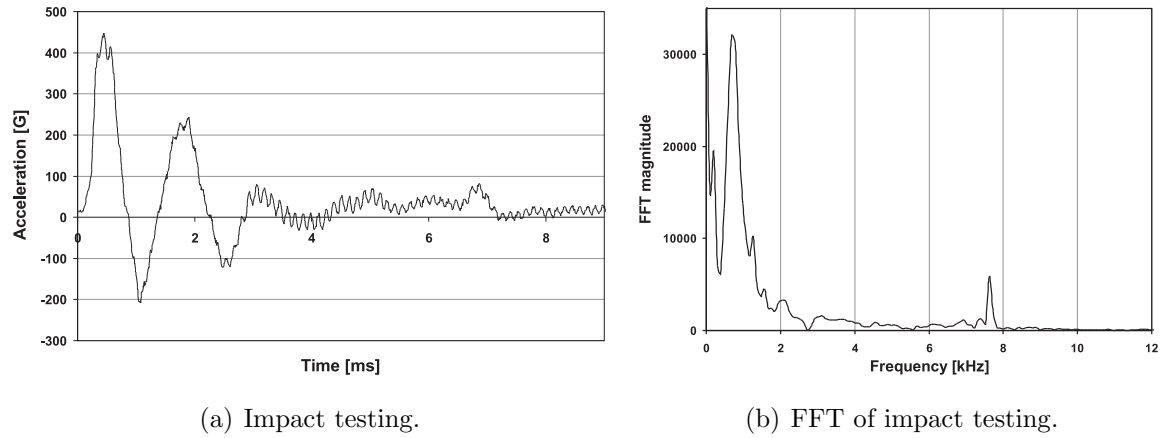 500
400
300
200
100
0
-100
-200
-300
0 2 4 6 8
Acceleration [G]
Time [ms]
30000
20000
10000
0
0 2 4 6 8 10 12
FFT magnitude
Frequency [kHz]
(a) Impact testing.
(b) FFT of impact testing.